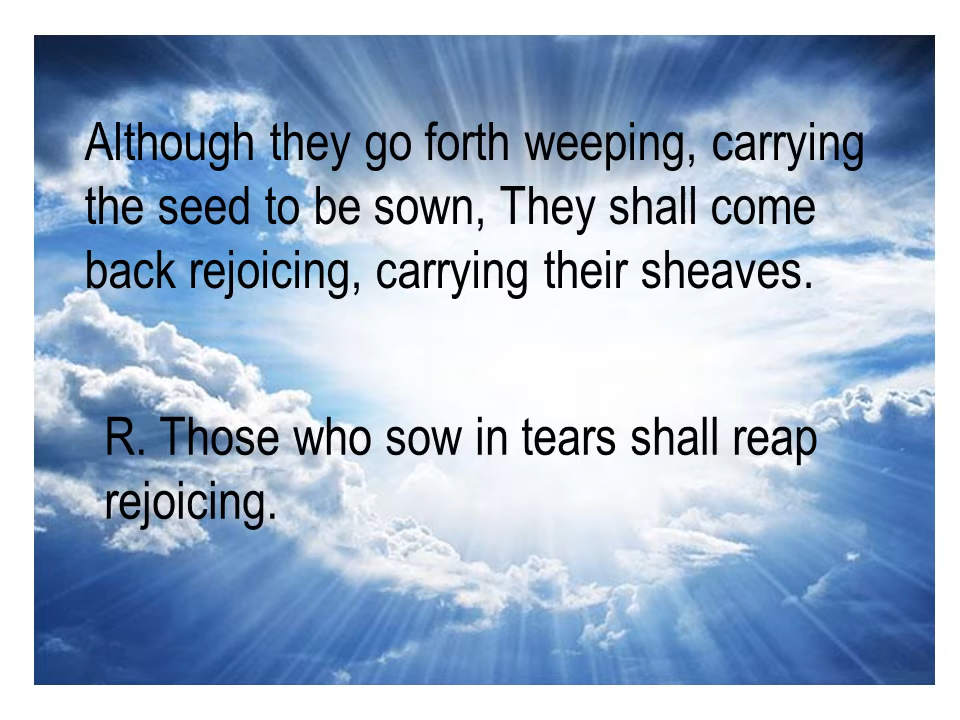 Although they go forth weeping, carrying
the seed to be sown, They shall come
back rejoicing, carrying their sheaves.
R. Those who sow in tears shall reap
rejoicing.